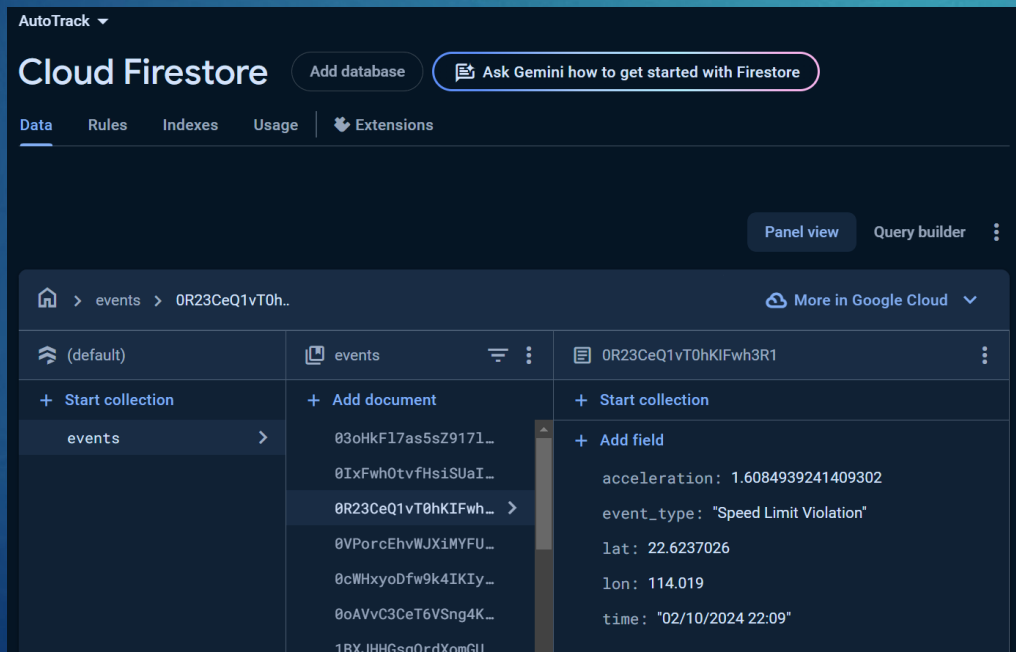 AutoTrack
Cloud Firestore
Add database
Ask Gemini how to get started with Firestore
Data
Rules
Indexes
Usage
Extensions
Panel view
Query builder
events
0R23CeQ1vT0h..
More in Google Cloud
(default)
events
0R23CeQ1vT0hKIFwh3R1
+ Start collection
+ Add document
+ Start collection
events
03oHkFl7as5sZ917l…
0IxFwhOtvfHsiSUaI…
0R23CeQ1vT0hKIFwh…
0VPorcEhvWJXiMYFU…
0cWHxyoDfw9k4IKIy…
0oAVvC3CeT6VSng4K…
+ Add field
acceleration: 1.6084939241409302
event_type: "Speed Limit Violation"
lat: 22.6237026
lon: 114.019
time: "02/10/2024 22:09"